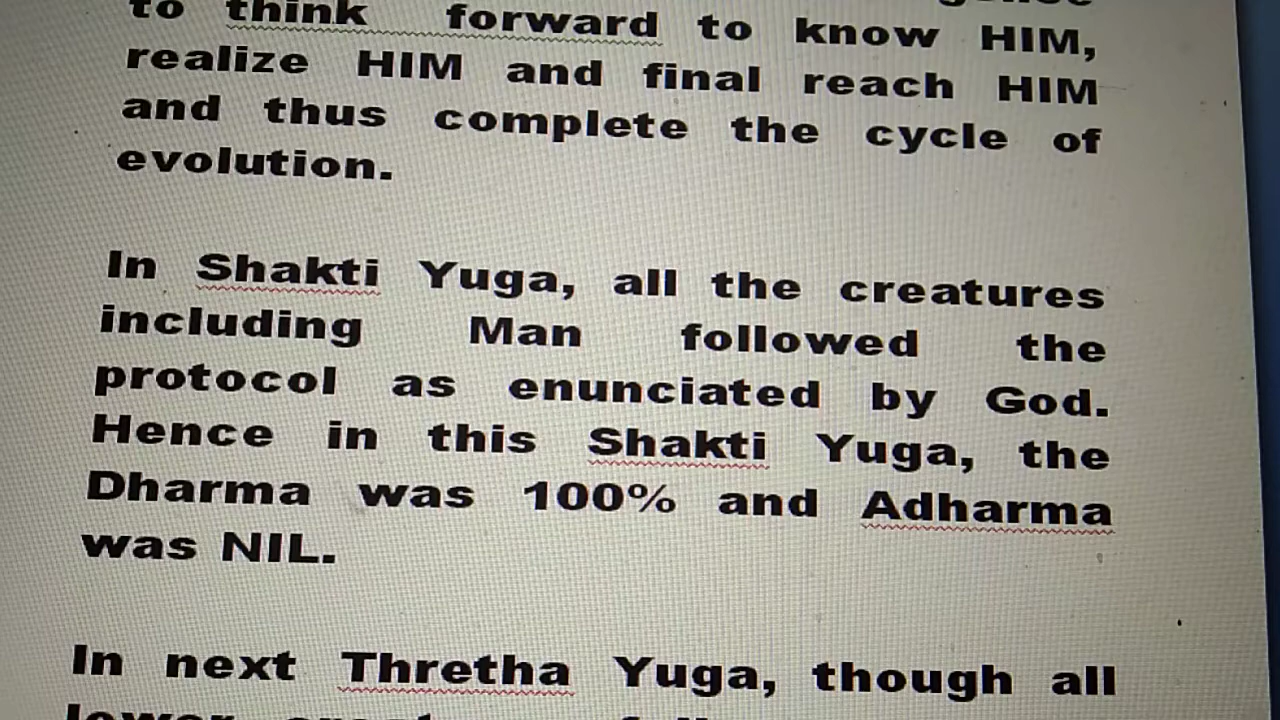 to think forward to know HIM,
realize HIM and final reach HIM
and thus complete the cycle of
evolution.
In Shakti Yuga, all the creatures
including Man followed the
protocol as enunciated by God.
Hence in this Shakti Yuga, the
Dharma was 100% and Adharma
was NIL.
In next Thretha Yuga, though all
lower